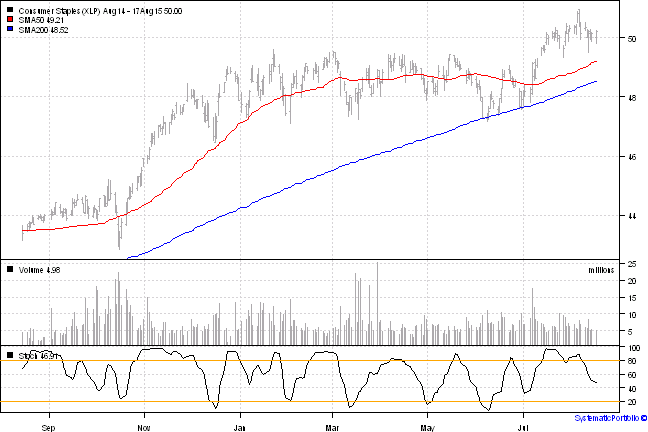 Consumer Staples (XLP) Aug 14 - 17 Aug 15 50.00
SMA50 49.21
SMA200 48.52
50
48
46
44
Volume 4.98
millions
25
20
15
10
5
Stoch 46.91
100
80
60
40
20
Sep Nov Jan Mar May Jul
SystematicPortfolio ©